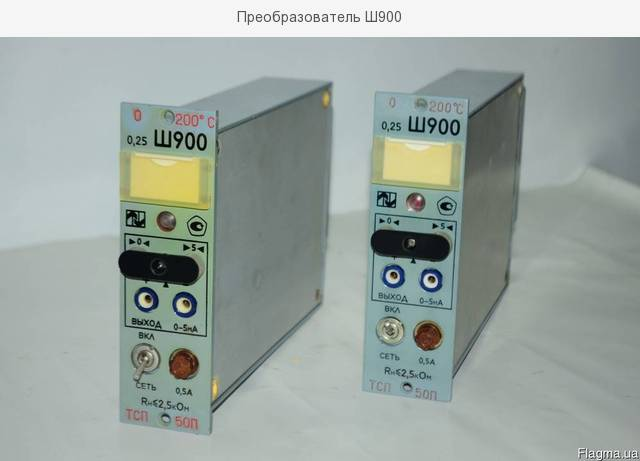 Преобразователь Ш900
0 200°C
0,25 Ш900
▶0◀ ▶5◀
ВЫХОД 0-5мА
ВКЛ
СЕТЬ 0,5А
Rн≤2,5кОм
ТСП 50П
0 200°C
0,25 Ш900
▶0◀ ▶5◀
ВЫХОД 0-5мА
ВКЛ
СЕТЬ 0,5А
Rн≤2,5кОм
ТСП 50П
Flagma.ua